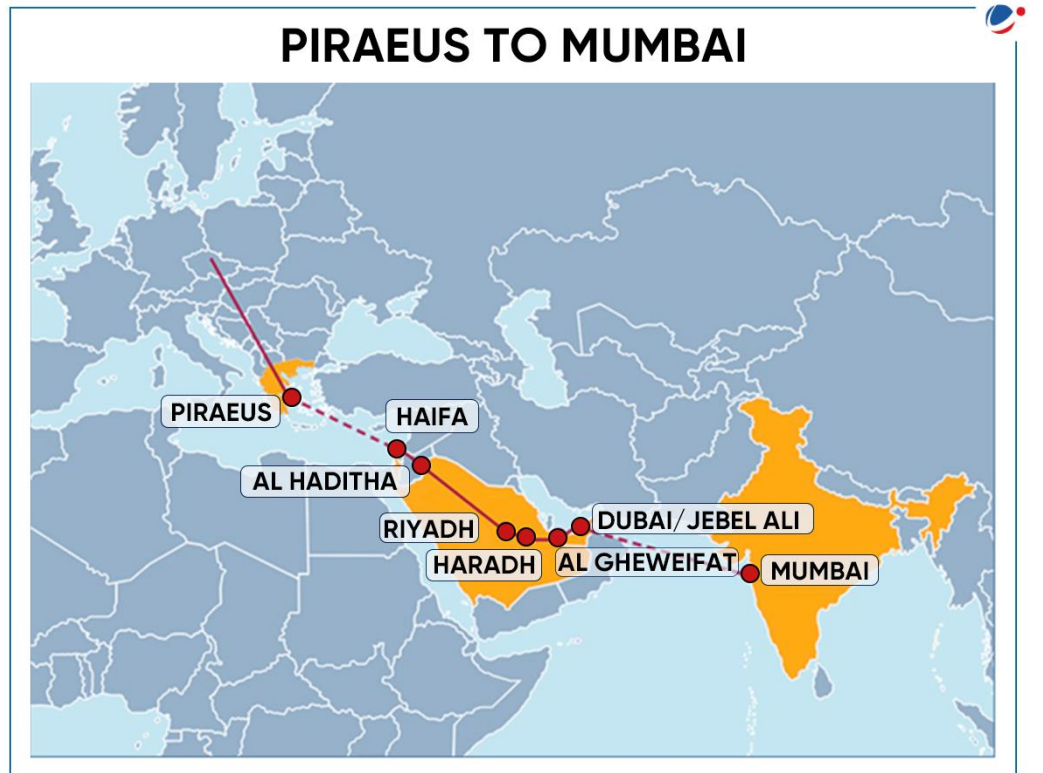 PIRAEUS TO MUMBAI
PIRAEUS
HAIFA
AL HADITHA
RIYADH
HARADH
DUBAI/JEBEL ALI
AL GHEWEIFAT
MUMBAI